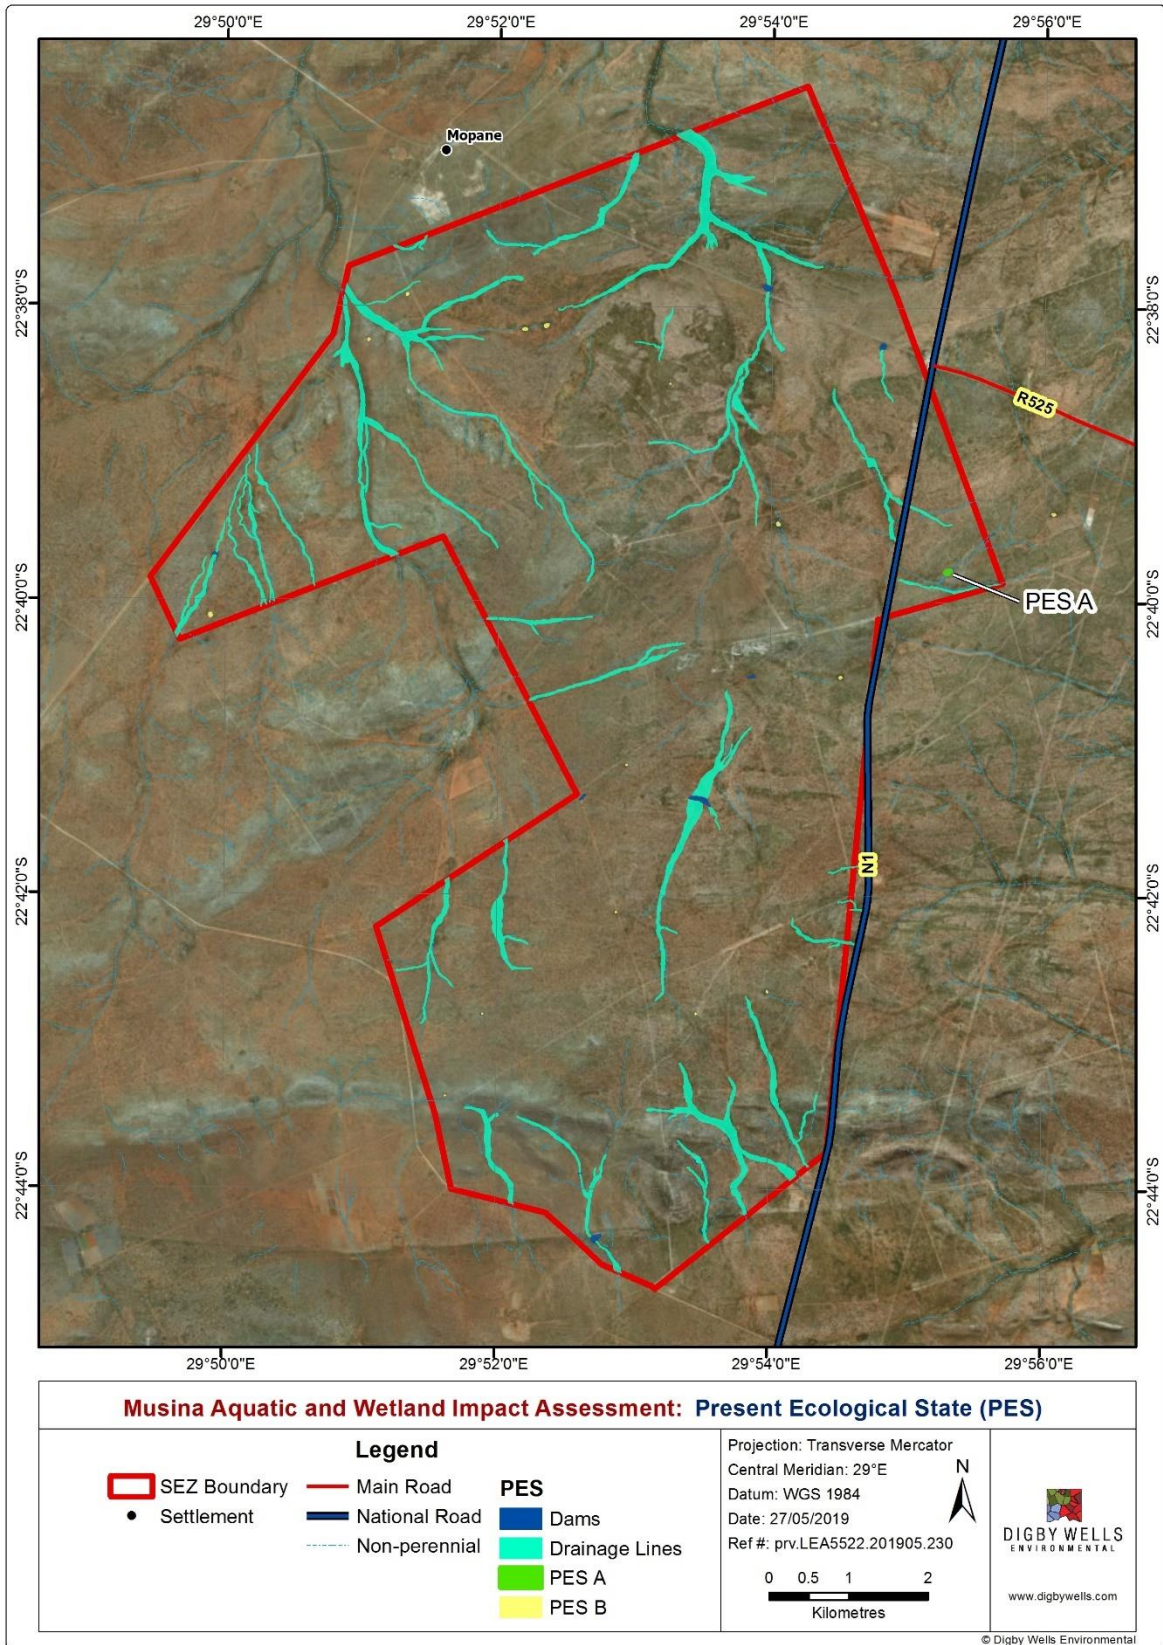 29°50'0"E
29°52'0"E
29°54'0"E
29°56'0"E
Mopane
22°38'0"S
22°38'0"S
R525
22°40'0"S
22°40'0"S
PES A
N1
22°42'0"S
22°42'0"S
22°44'0"S
22°44'0"S
29°50'0"E
29°52'0"E
29°54'0"E
29°56'0"E
Musina Aquatic and Wetland Impact Assessment: Present Ecological State (PES)
Legend
SEZ Boundary
Settlement
Main Road
National Road
Non-perennial
PES
Dams
Drainage Lines
PES A
PES B
Projection: Transverse Mercator
Central Meridian: 29°E
Datum: WGS 1984
Date: 27/05/2019
Ref #: prv.LEA5522.201905.230
N
0 0.5 1 2
Kilometres
DIGBY WELLS
ENVIRONMENTAL
www.digbywells.com
© Digby Wells Environmental